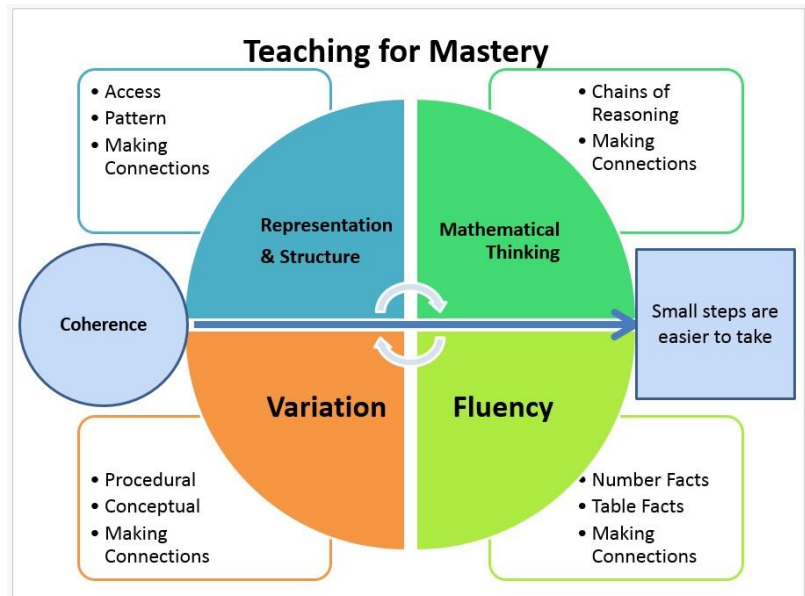 Teaching for Mastery
• Access
• Pattern
• Making
Connections
• Chains of
Reasoning
• Making
Connections
Representation
& Structure
Mathematical
Thinking
Coherence
Small steps are
easier to take
Variation
Fluency
• Procedural
• Conceptual
• Making
Connections
• Number Facts
• Table Facts
• Making
Connections